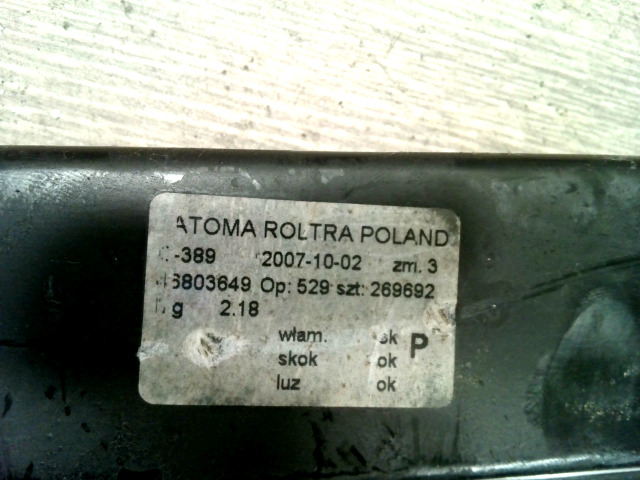 ATOMA ROLTRA POLAND
-389 2007-10-02 zm. 3
6803649 Op: 529 szt: 269692
g 2.18
włam. ok P
skok ok
luz ok